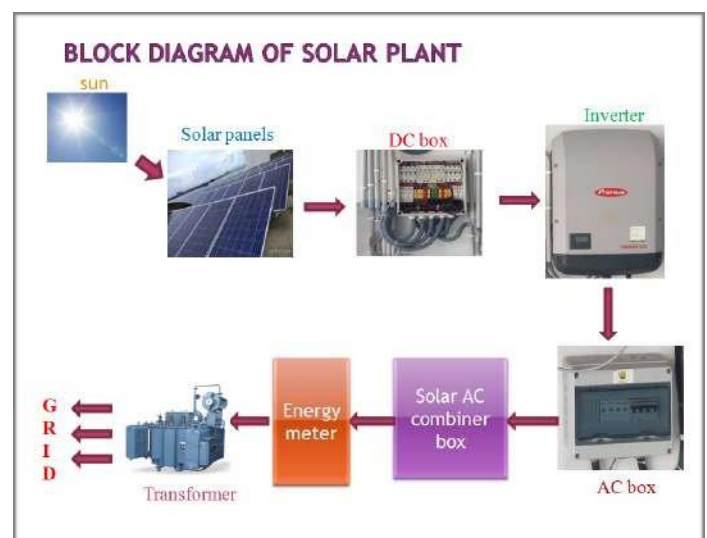 BLOCK DIAGRAM OF SOLAR PLANT
sun
Solar panels
DC box
Inverter
Fronius
AC box
Solar AC
combiner
box
Energy
meter
Transformer
G
R
I
D